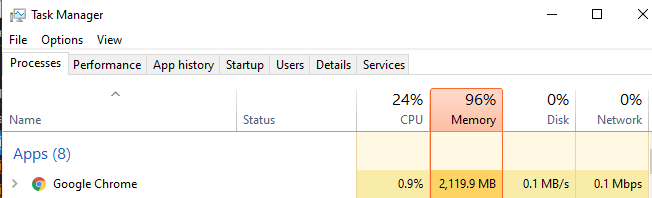 Task Manager
File Options View
Processes Performance App history Startup Users Details Services
24% 96% 0% 0%
Name Status CPU Memory Disk Network
Apps (8)
Google Chrome 0.9% 2,119.9 MB 0.1 MB/s 0.1 Mbps